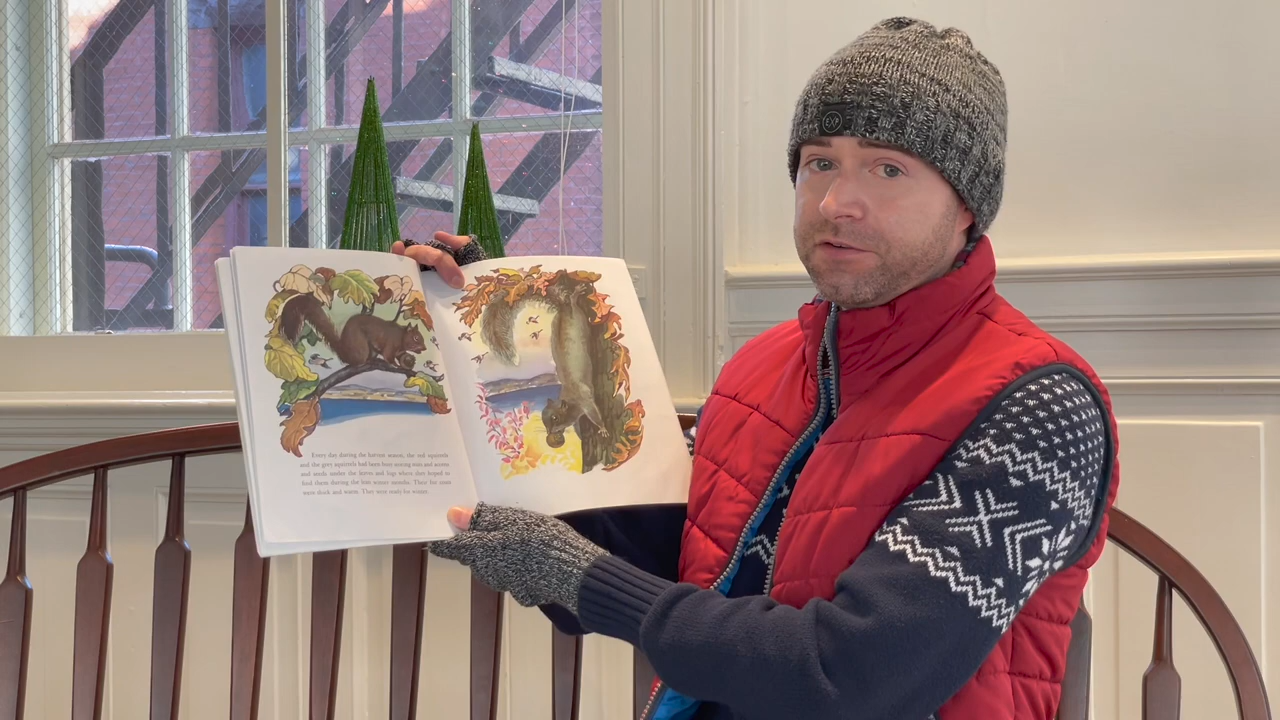 EVP
Every day during the harvest season, the red squirrels
and the grey squirrels had been busy storing nuts and acorns
and seeds under the leaves and logs where they hoped to
find them during the long winter months. Their fur coats
were thick and warm. They were ready for winter.